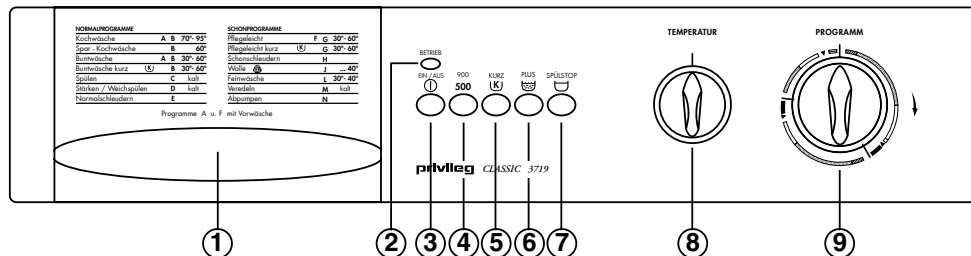 NORMALPROGRAMME
Kochwäsche A B 70°- 95°
Spar - Kochwäsche B 60°
Buntwäsche A B 30°- 60°
Buntwäsche kurz K B 30°- 60°
Spülen C kalt
Stärken / Weichspülen D kalt
Normalschleudern E
SCHONPROGRAMME
Pflegeleicht F G 30°- 60°
Pflegeleicht kurz K G 30°- 60°
Schonschleudern H
Wolle J ... 40°
Feinwäsche L 30°- 40°
Veredeln M kalt
Abpumpen N
Programme A u. F mit Vorwäsche
BETRIEB
EIN / AUS
900
500
KURZ
K
PLUS
SPÜLSTOP
privileg CLASSIC 3719
TEMPERATUR
PROGRAMM
1 2 3 4 5 6 7 8 9